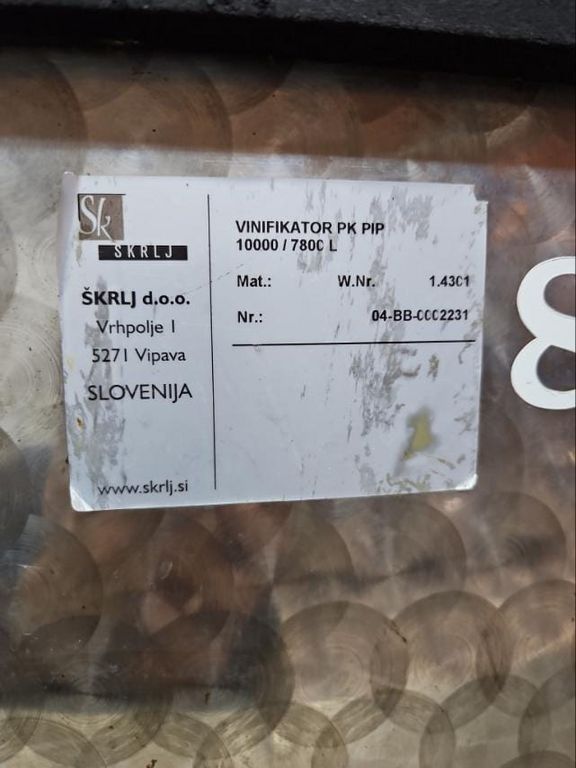 Sk
ŠKRLJ
ŠKRLJ d.o.o.
Vrhpolje 1
5271 Vipava
SLOVENIJA
www.skrlj.si
VINIFIKATOR PK PIP
10000 / 7800 L
Mat.: W.Nr. 1.4301
Nr.: 04-BB-0002231
8